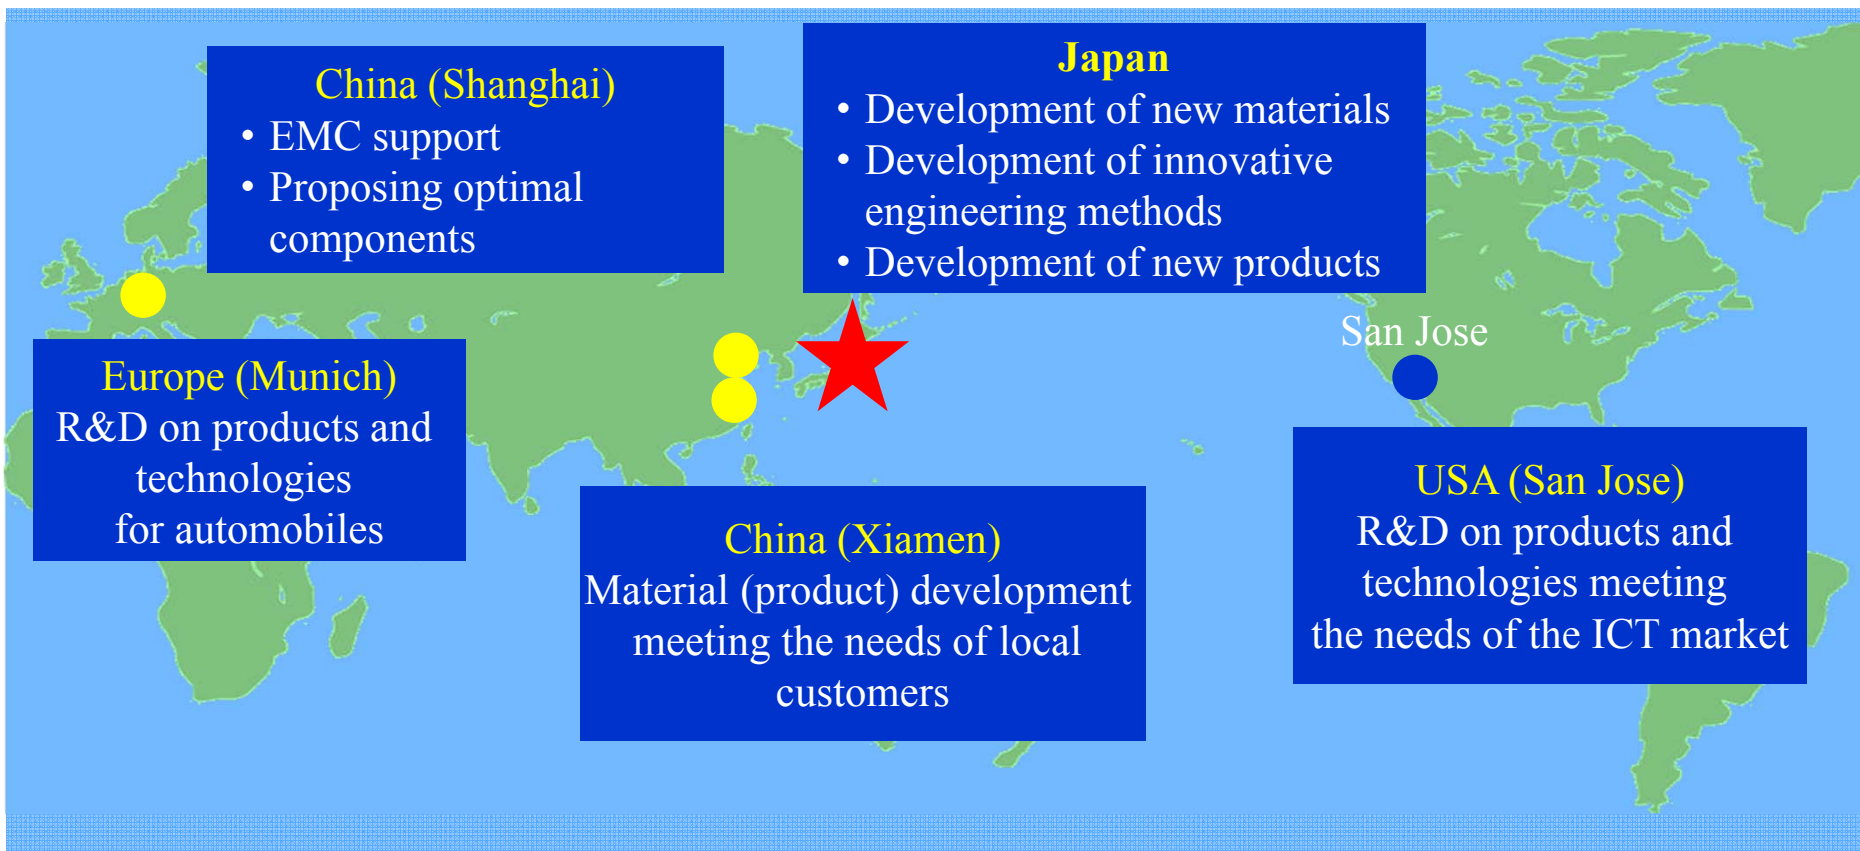 China (Shanghai)
• EMC support
• Proposing optimal
components
Japan
• Development of new materials
• Development of innovative
engineering methods
• Development of new products
San Jose
Europe (Munich)
R&D on products and
technologies
for automobiles
China (Xiamen)
Material (product) development
meeting the needs of local
customers
USA (San Jose)
R&D on products and
technologies meeting
the needs of the ICT market